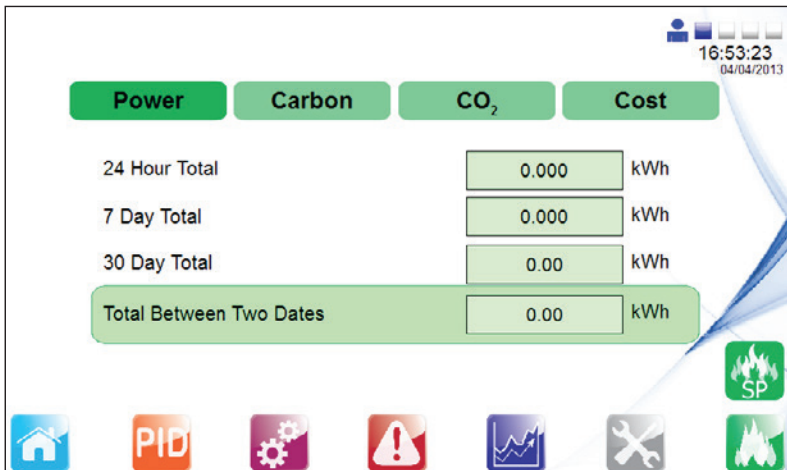 16:53:23
04/04/2013
Power Carbon CO₂ Cost
24 Hour Total 0.000 kWh
7 Day Total 0.000 kWh
30 Day Total 0.00 kWh
Total Between Two Dates 0.00 kWh
SP
PID